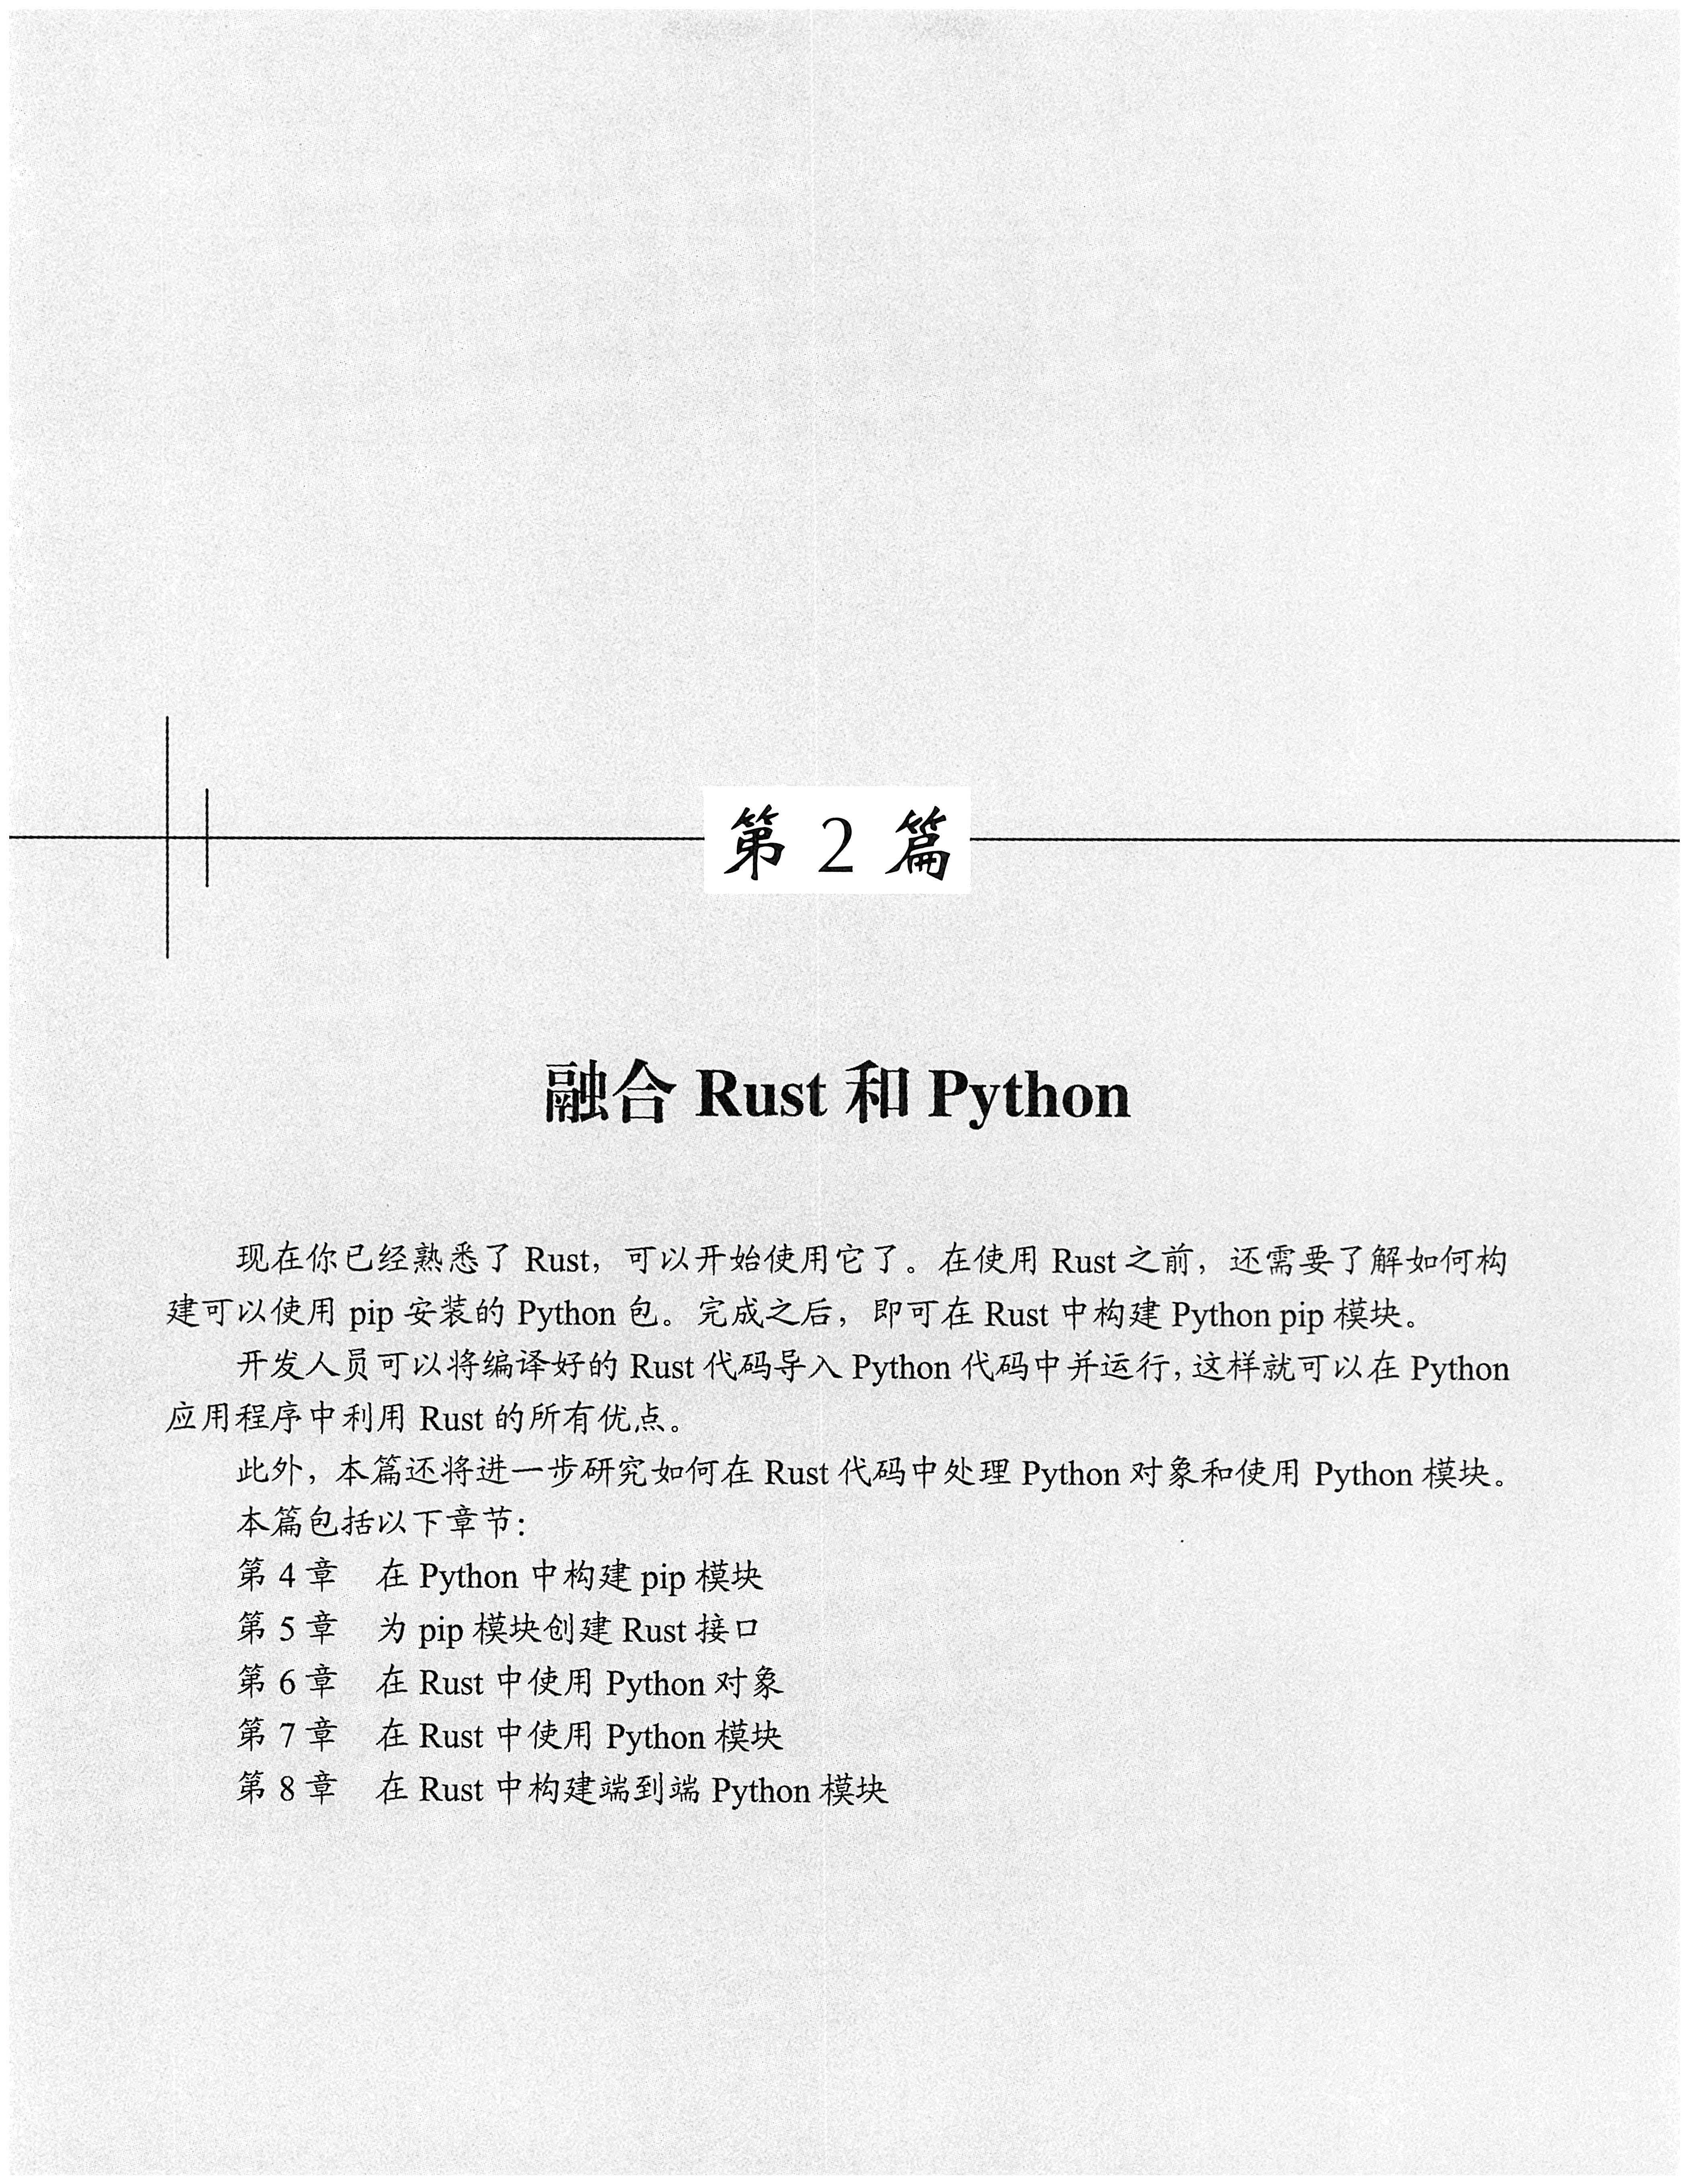 第 2 篇
融合 Rust 和 Python
现在你已经熟悉了 Rust，可以开始使用它了。在使用 Rust 之前，还需要了解如何构
建可以使用 pip 安装的 Python 包。完成之后，即可在 Rust 中构建 Python pip 模块。
开发人员可以将编译好的 Rust 代码导入 Python 代码中并运行，这样就可以在 Python
应用程序中利用 Rust 的所有优点。
此外，本篇还将进一步研究如何在 Rust 代码中处理 Python 对象和使用 Python 模块。
本篇包括以下章节：
第 4 章　在 Python 中构建 pip 模块
第 5 章　为 pip 模块创建 Rust 接口
第 6 章　在 Rust 中使用 Python 对象
第 7 章　在 Rust 中使用 Python 模块
第 8 章　在 Rust 中构建端到端 Python 模块